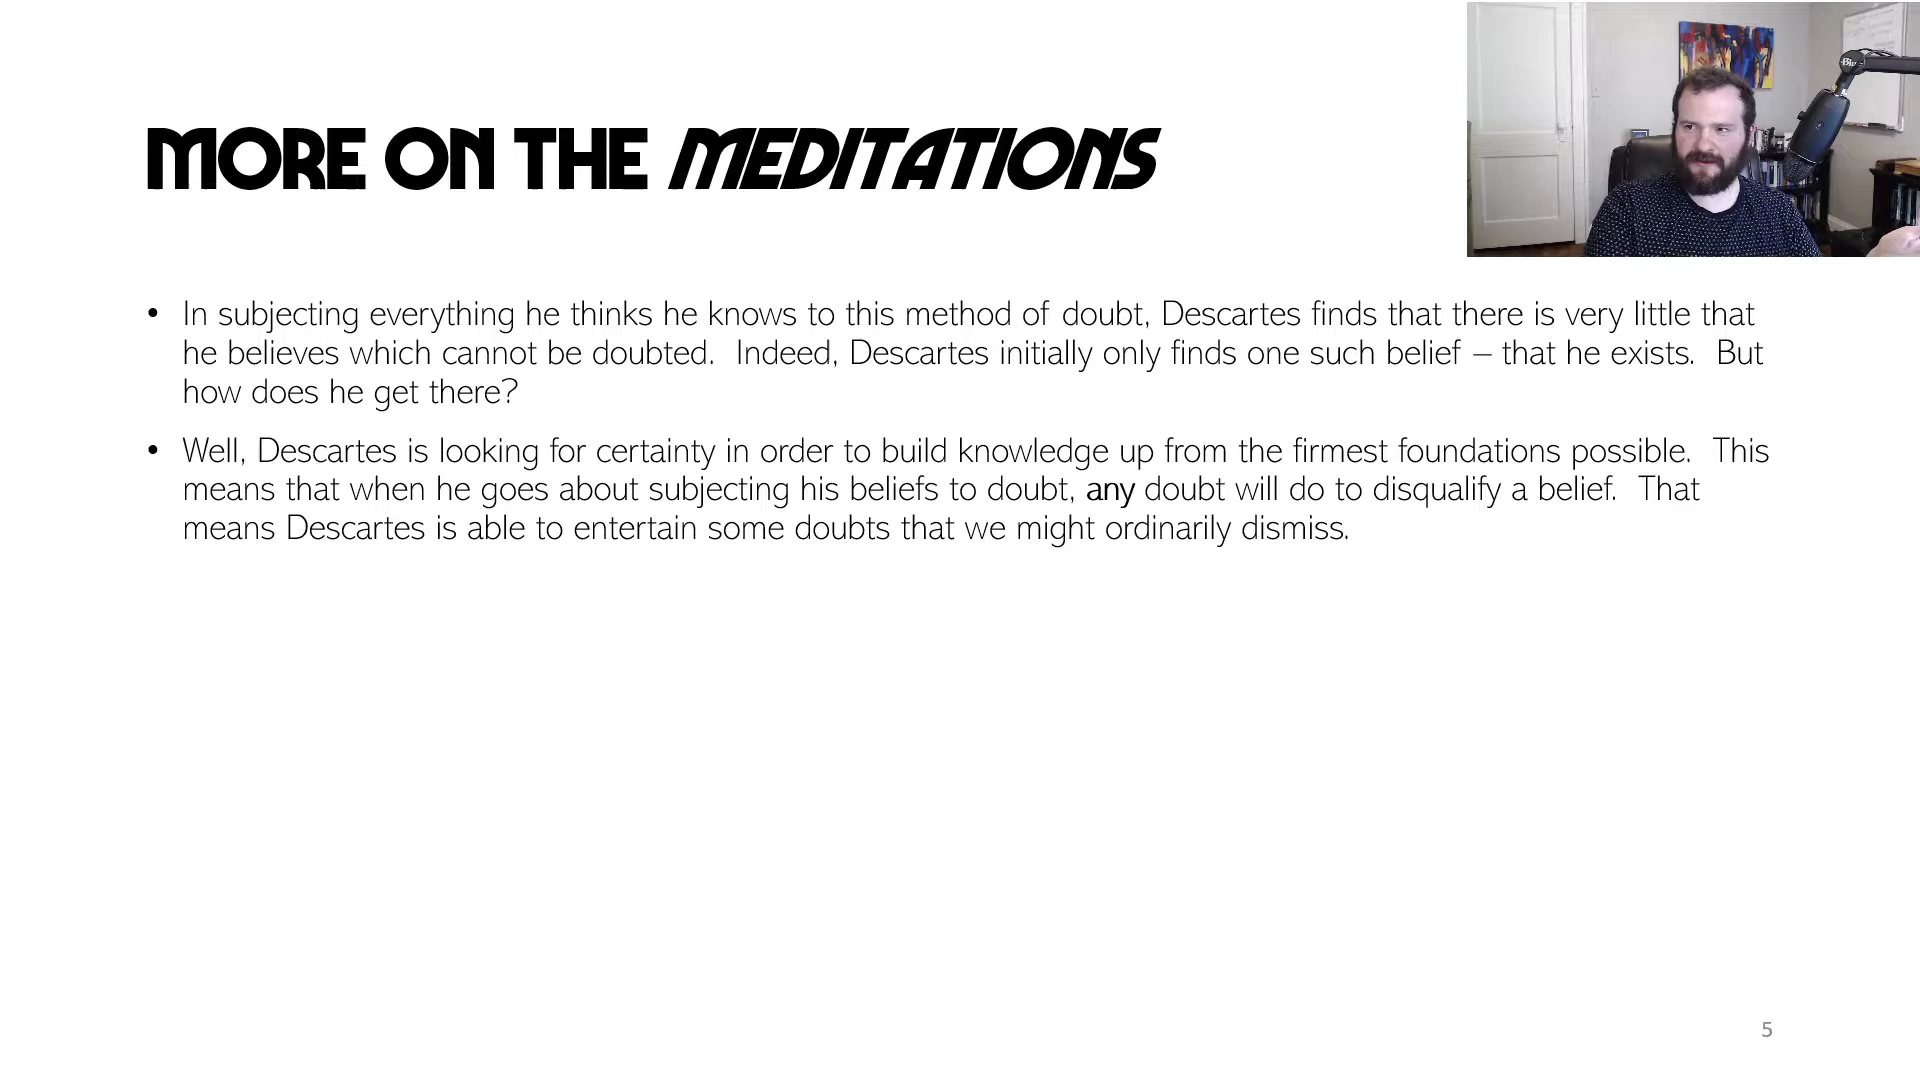 MORE ON THE MEDITATIONS
• In subjecting everything he thinks he knows to this method of doubt, Descartes finds that there is very little that
he believes which cannot be doubted.  Indeed, Descartes initially only finds one such belief – that he exists.  But
how does he get there?
• Well, Descartes is looking for certainty in order to build knowledge up from the firmest foundations possible.  This
means that when he goes about subjecting his beliefs to doubt, any doubt will do to disqualify a belief.  That
means Descartes is able to entertain some doubts that we might ordinarily dismiss.
5